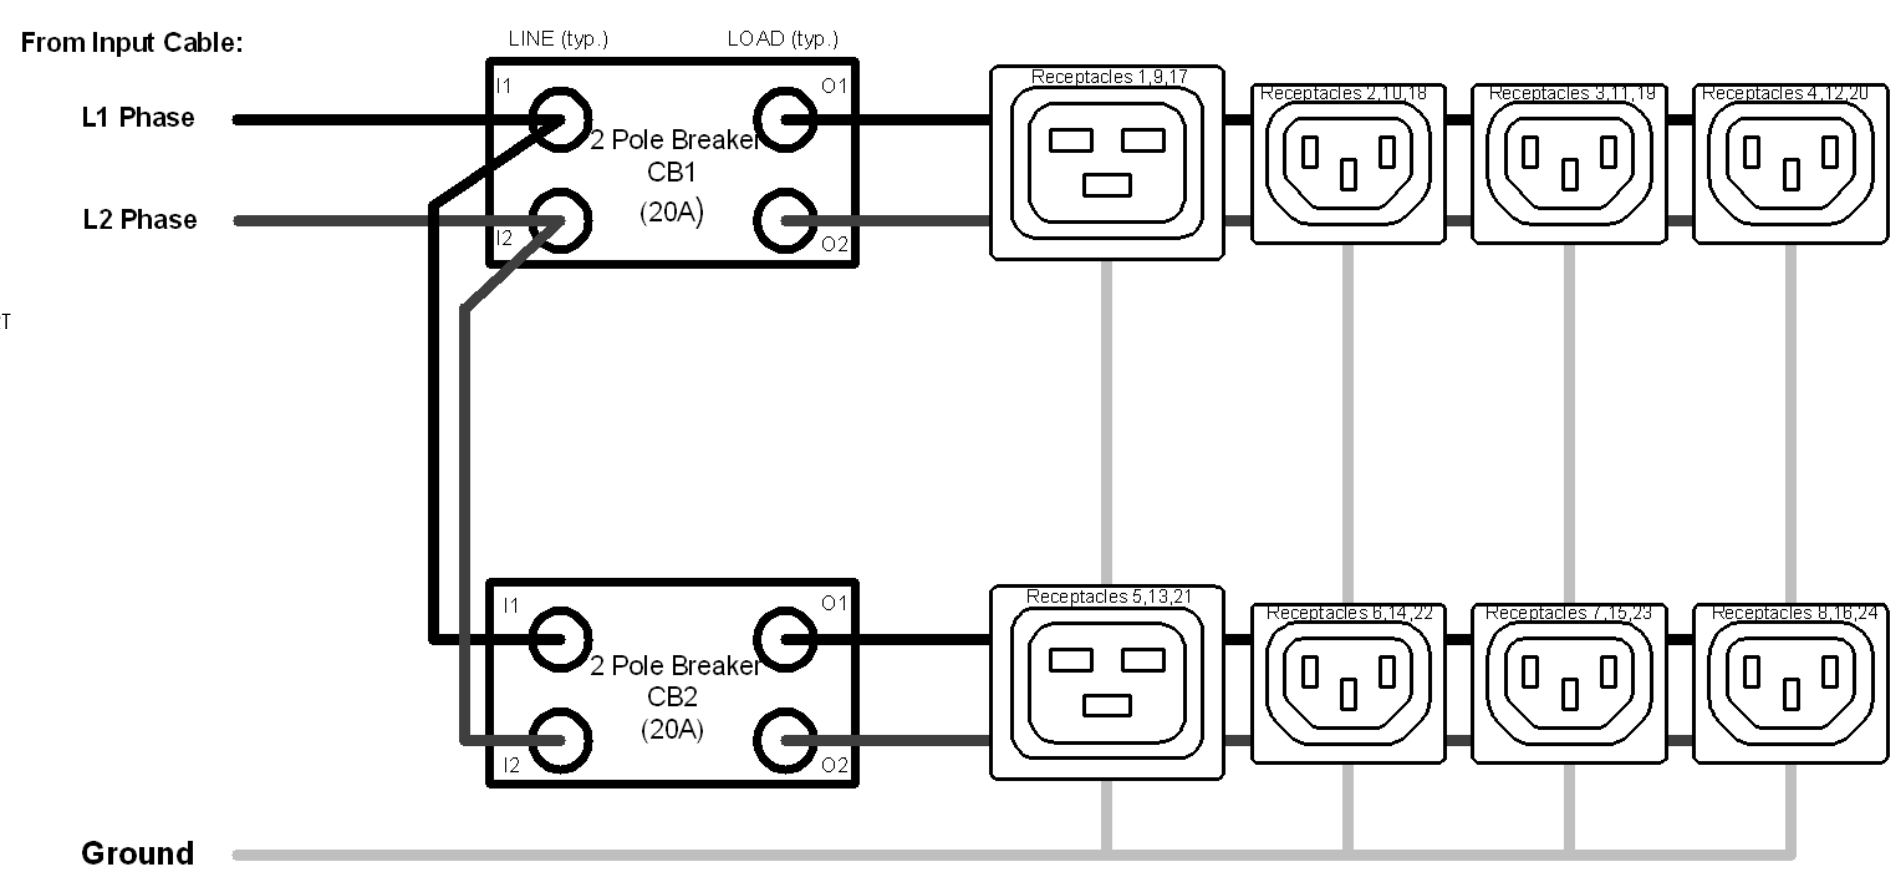 From Input Cable:
LINE (typ.)
LOAD (typ.)
L1 Phase
L2 Phase
I1
O1
2 Pole Breaker
CB1
(20A)
I2
O2
Receptacles 1,9,17
Receptacles 2,10,18
Receptacles 3,11,19
Receptacles 4,12,20
I1
O1
2 Pole Breaker
CB2
(20A)
I2
O2
Receptacles 5,13,21
Receptacles 6,14,22
Receptacles 7,15,23
Receptacles 8,16,24
Ground